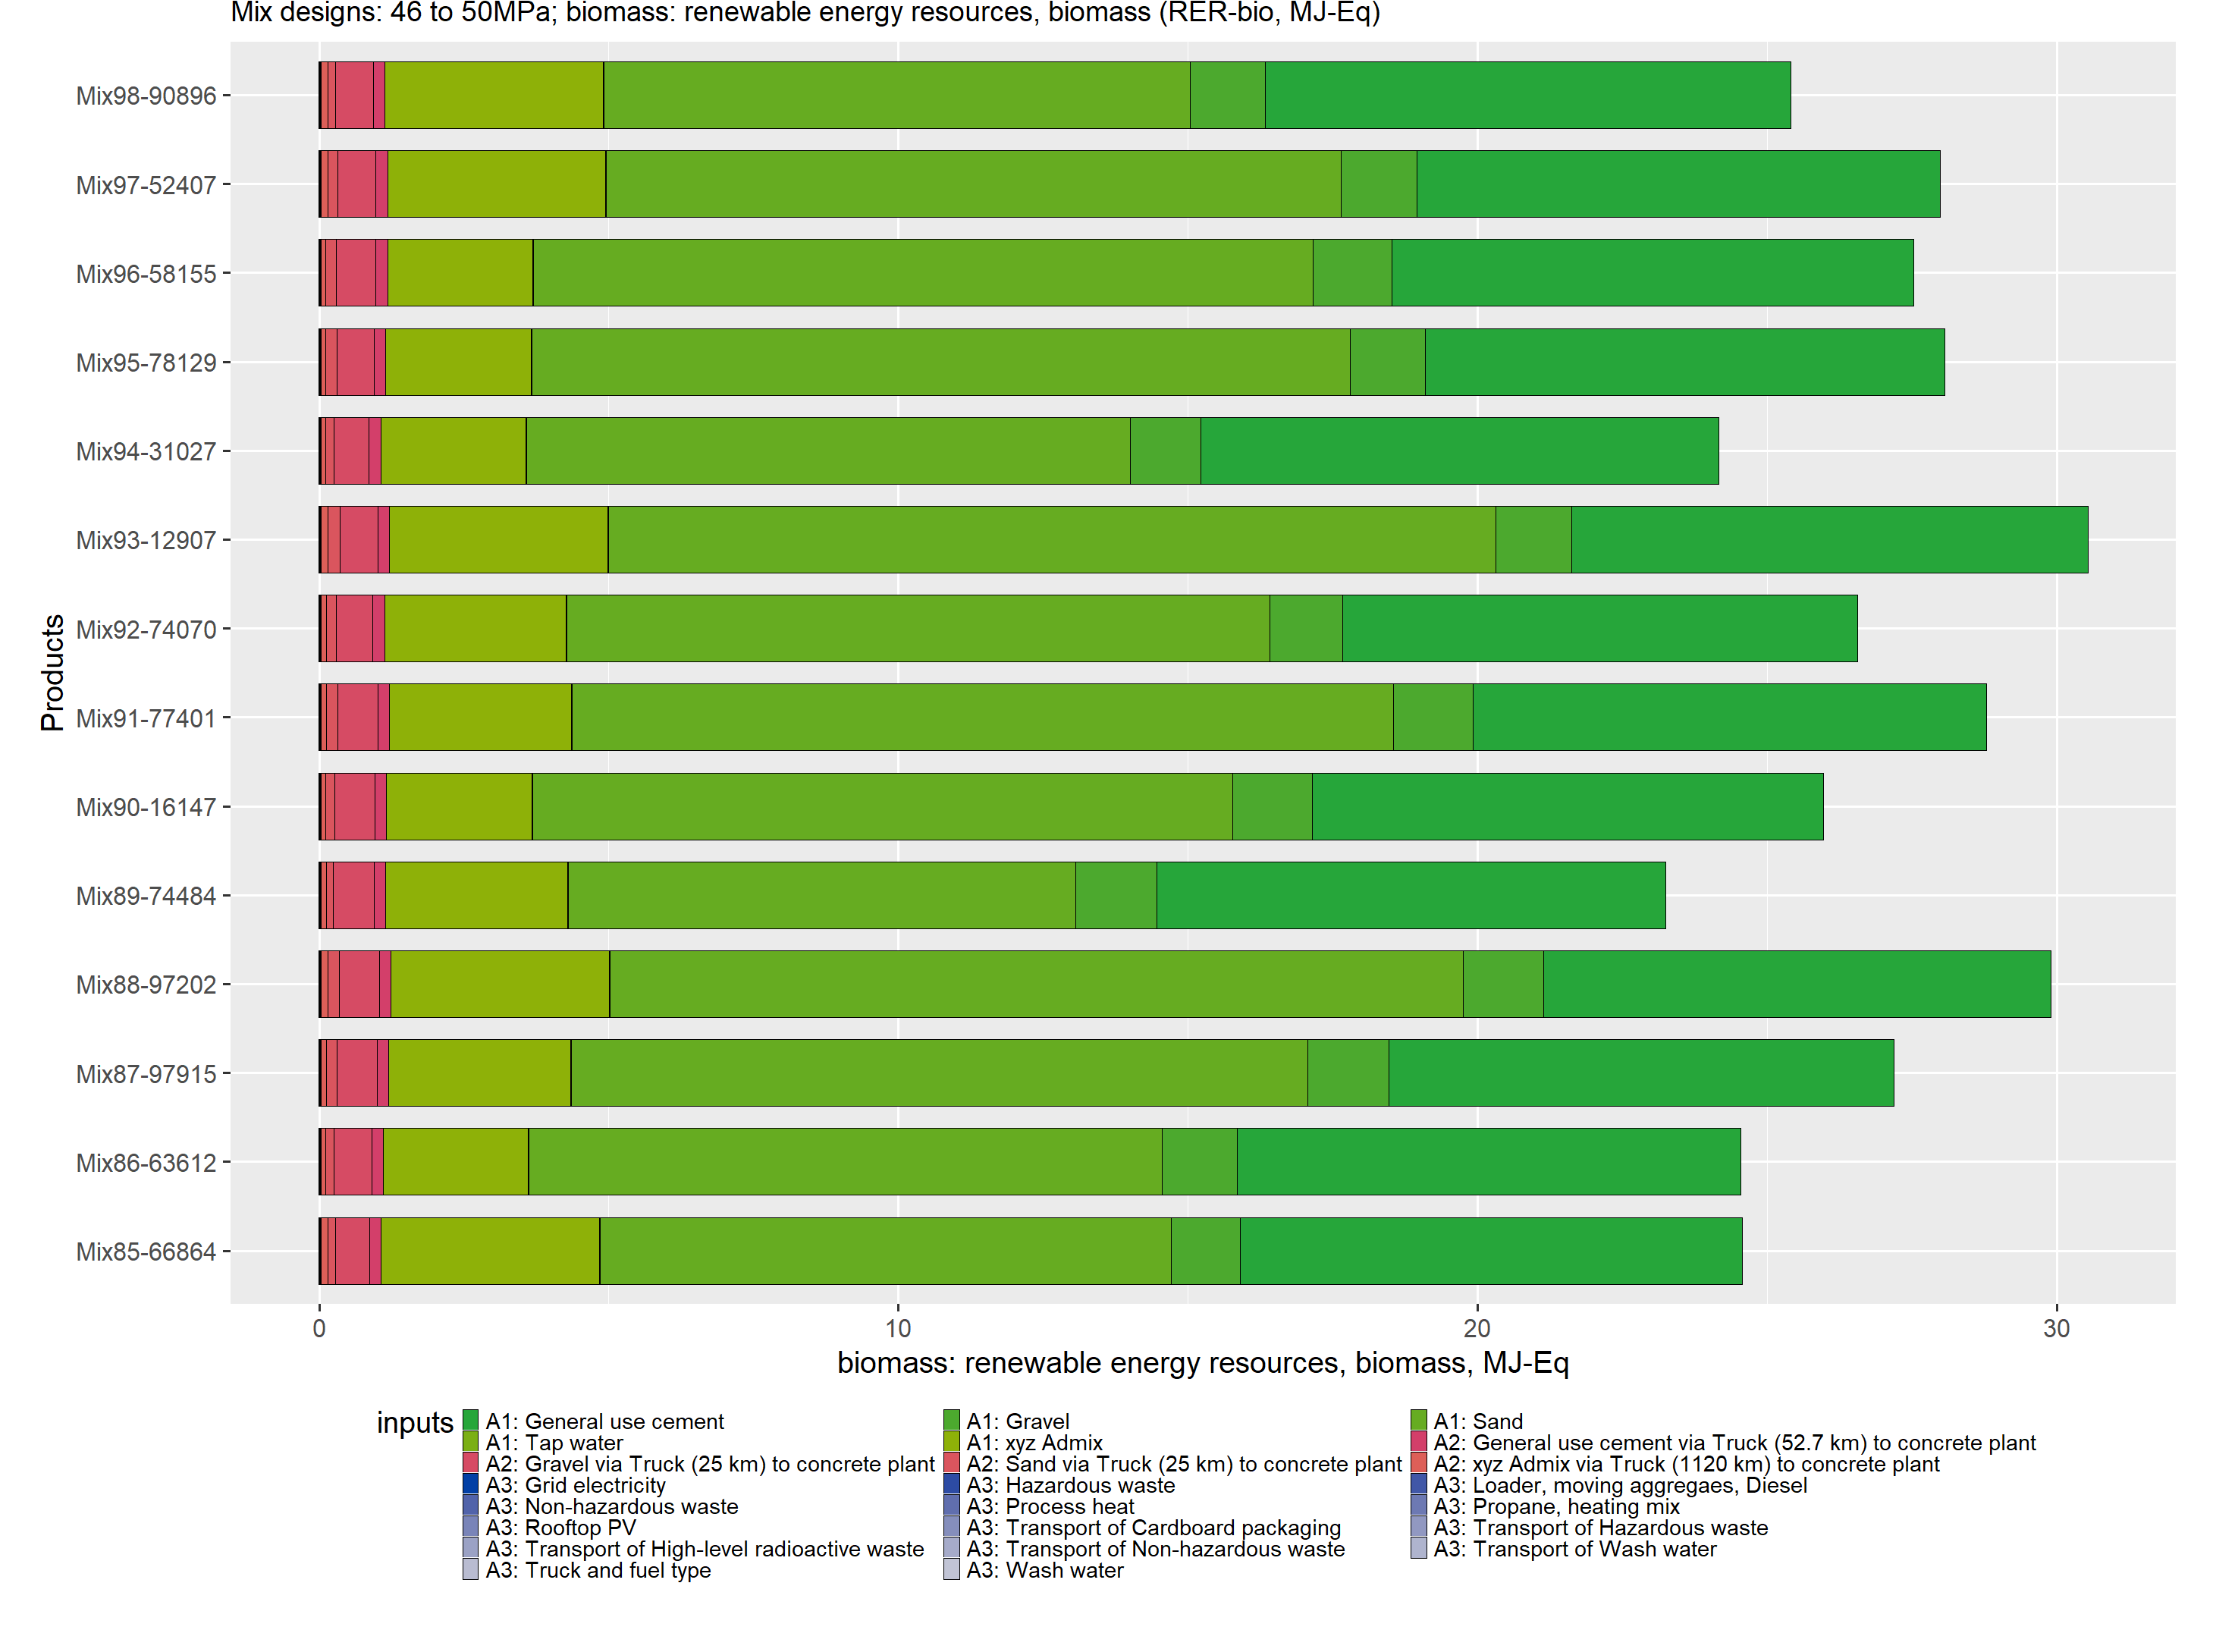 Mix designs: 46 to 50MPa; biomass: renewable energy resources, biomass (RER-bio, MJ-Eq)
Mix98-90896
Mix97-52407
Mix96-58155
Mix95-78129
Mix94-31027
Mix93-12907
Mix92-74070
Mix91-77401
Mix90-16147
Mix89-74484
Mix88-97202
Mix87-97915
Mix86-63612
Mix85-66864
Products
0 10 20 30
biomass: renewable energy resources, biomass, MJ-Eq
inputs
A1: General use cement A1: Gravel A1: Sand
A1: Tap water A1: xyz Admix A2: General use cement via Truck (52.7 km) to concrete plant
A2: Gravel via Truck (25 km) to concrete plant A2: Sand via Truck (25 km) to concrete plant A2: xyz Admix via Truck (1120 km) to concrete plant
A3: Grid electricity A3: Hazardous waste A3: Loader, moving aggregaes, Diesel
A3: Non-hazardous waste A3: Process heat A3: Propane, heating mix
A3: Rooftop PV A3: Transport of Cardboard packaging A3: Transport of Hazardous waste
A3: Transport of High-level radioactive waste A3: Transport of Non-hazardous waste A3: Transport of Wash water
A3: Truck and fuel type A3: Wash water